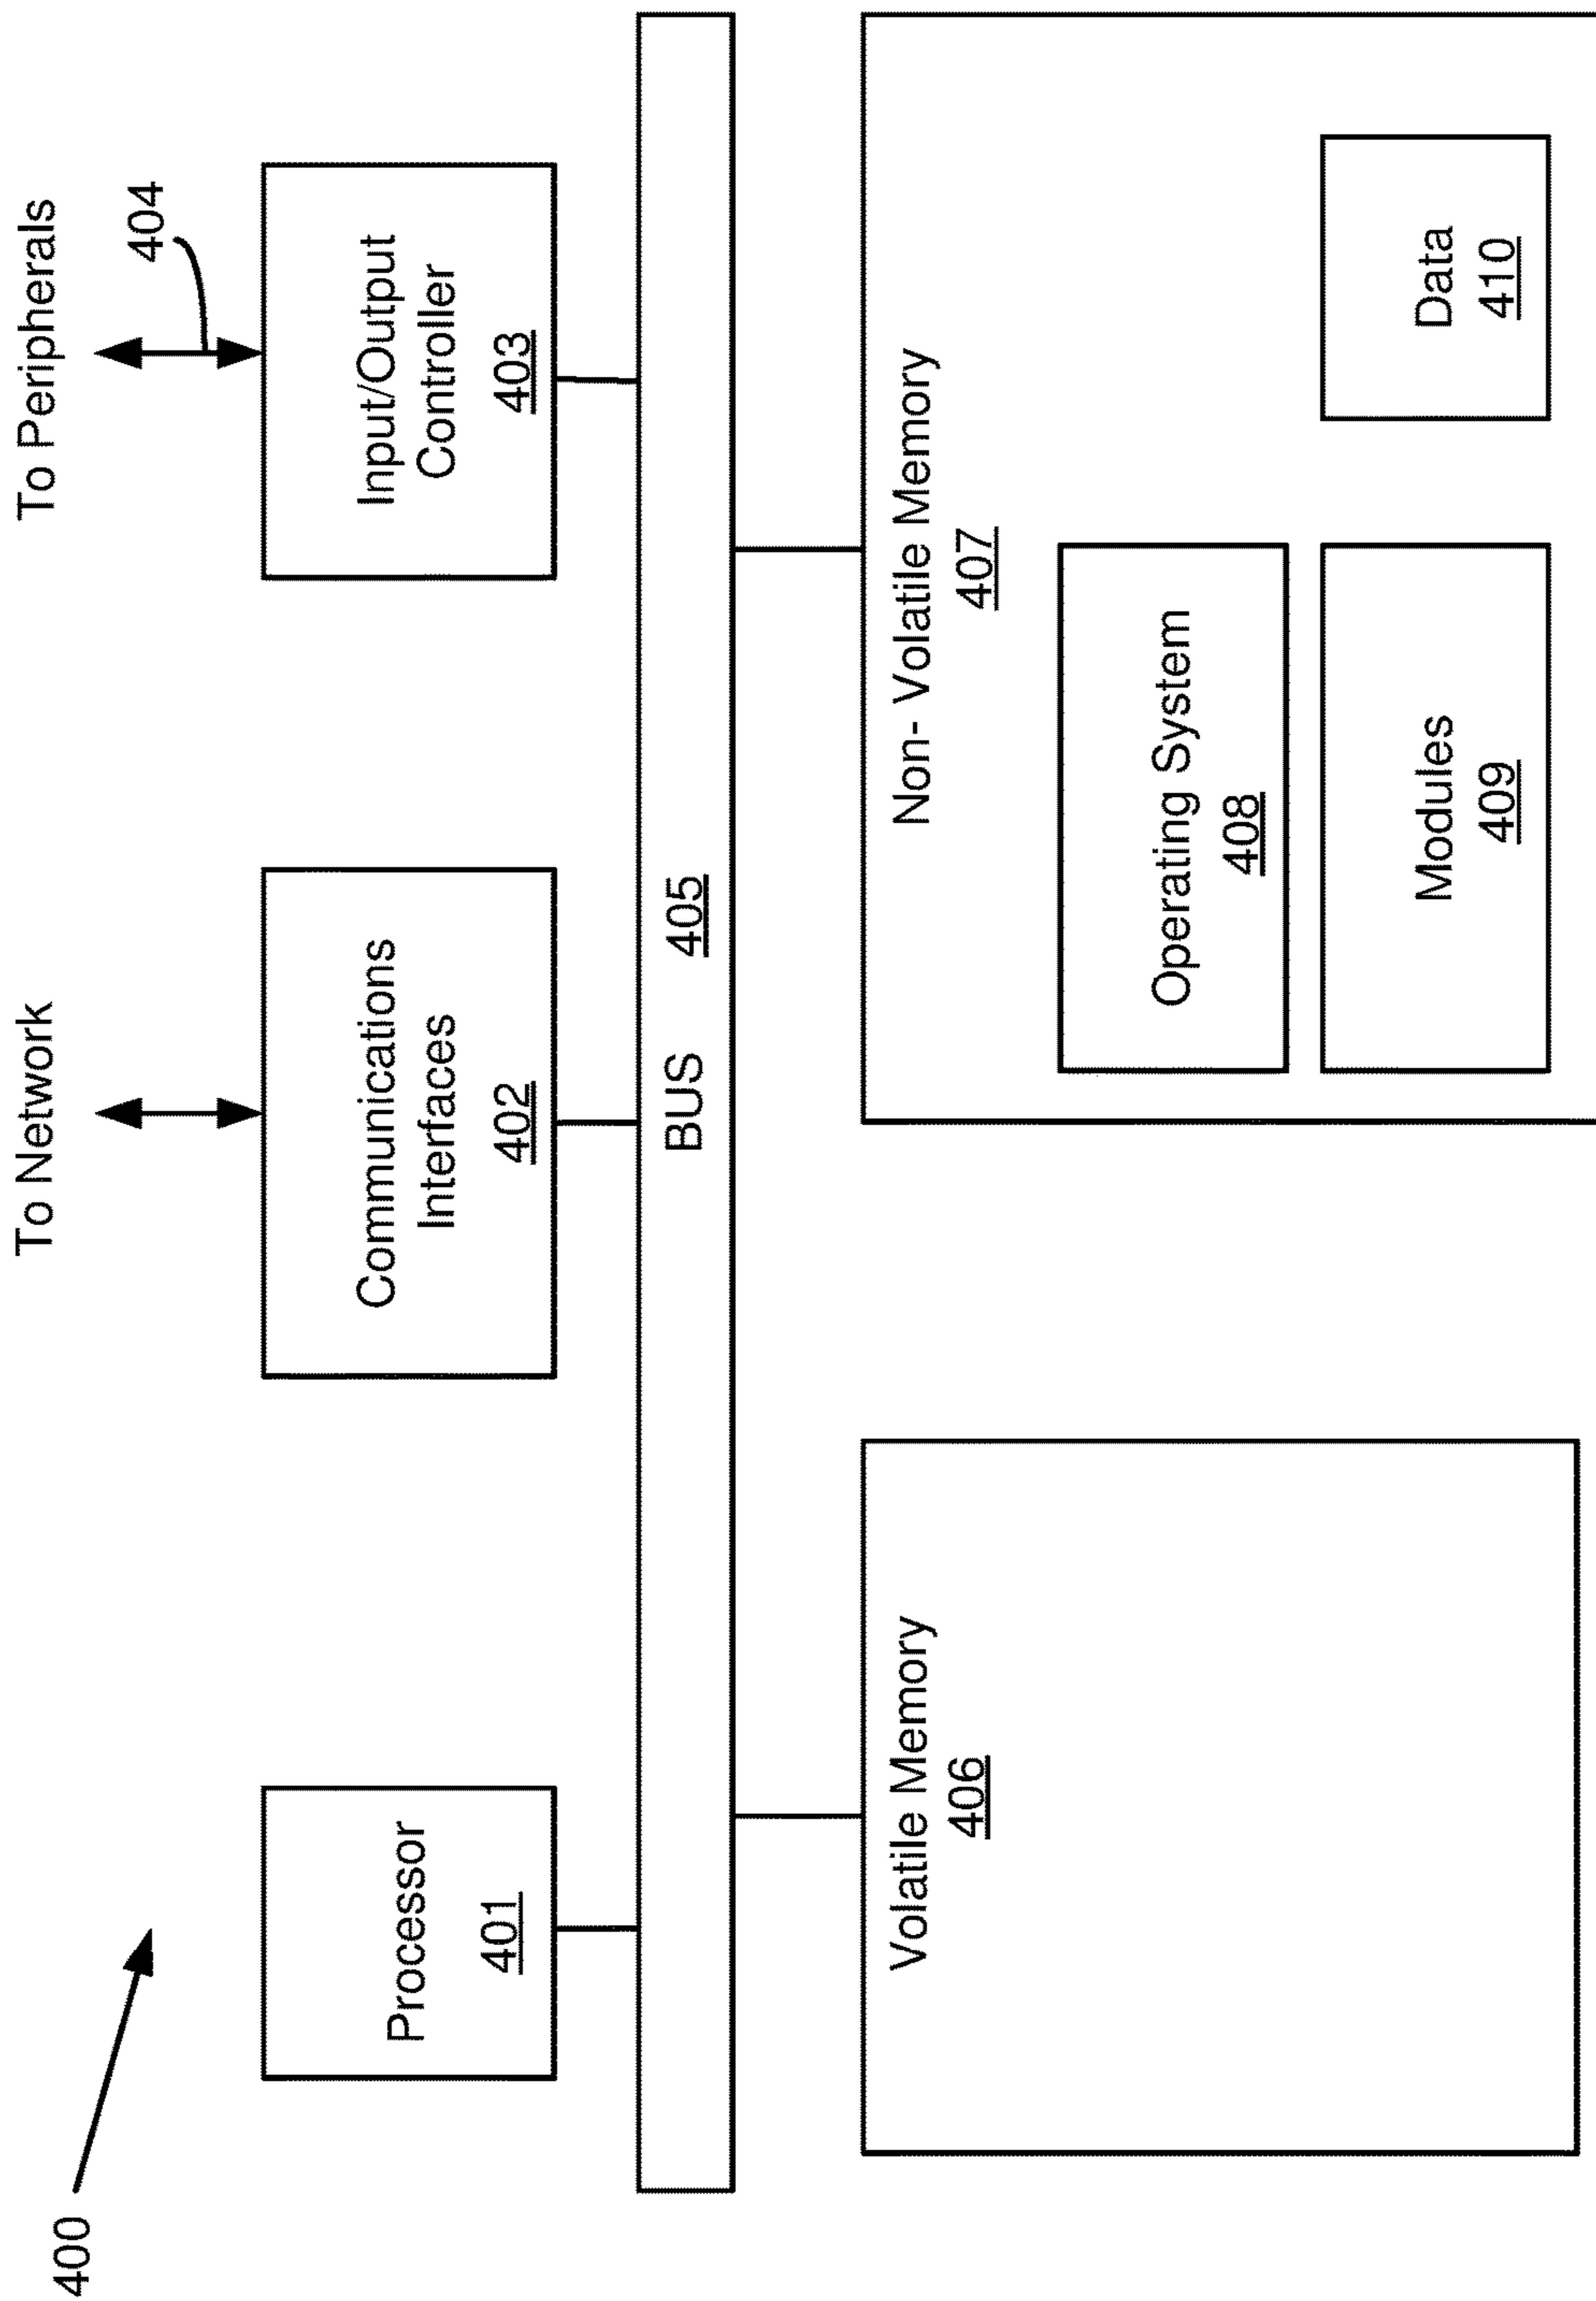 400
To Network
To Peripherals
404
Processor
401
Communications
Interfaces
402
Input/Output
Controller
403
BUS 405
Volatile Memory
406
Non- Volatile Memory
407
Operating System
408
Modules
409
Data
410